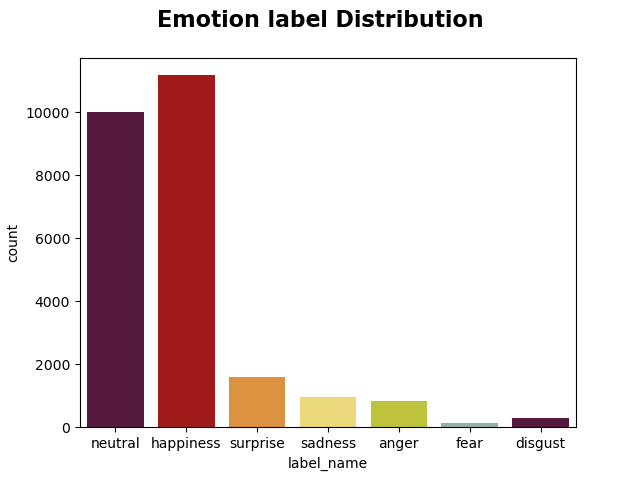 Emotion label Distribution
count
10000
8000
6000
4000
2000
0
neutral happiness surprise sadness anger fear disgust
label_name